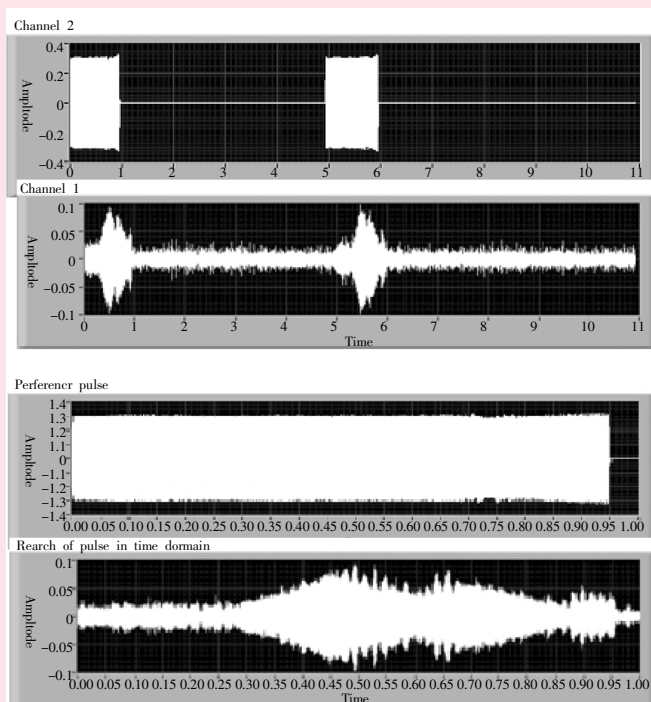 Channel 2
Ampltode
0.4
0.2
0
−0.2
−0.4
0 1 2 3 4 5 6 7 8 9 10 11
Channel 1
Ampltode
0.1
0.05
0
−0.05
−0.1
0 1 2 3 4 5 6 7 8 9 10 11
Time
Perferencr pulse
Ampltode
1.4
1.3
1.2
1.1
0
−1.1
−1.2
−1.3
−1.4
0.00 0.05 0.10 0.15 0.20 0.25 0.30 0.35 0.40 0.45 0.50 0.55 0.60 0.65 0.70 0.75 0.80 0.85 0.90 0.95 1.00
Rearch of pulse in time dormain
Ampltode
0.1
0.05
0
−0.05
−0.1
0.00 0.05 0.10 0.15 0.20 0.25 0.30 0.35 0.40 0.45 0.50 0.55 0.60 0.65 0.70 0.75 0.80 0.85 0.90 0.95 1.00
Time